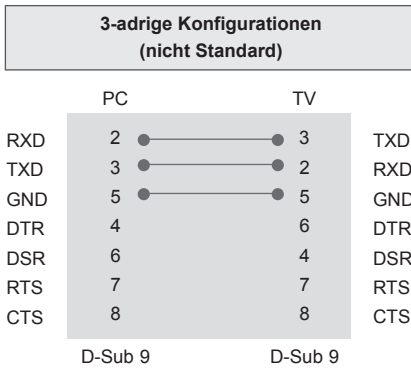 3-adrige Konfigurationen
(nicht Standard)
PC TV
RXD 2 3 TXD
TXD 3 2 RXD
GND 5 5 GND
DTR 4 6 DTR
DSR 6 4 DSR
RTS 7 7 RTS
CTS 8 8 CTS
D-Sub 9 D-Sub 9